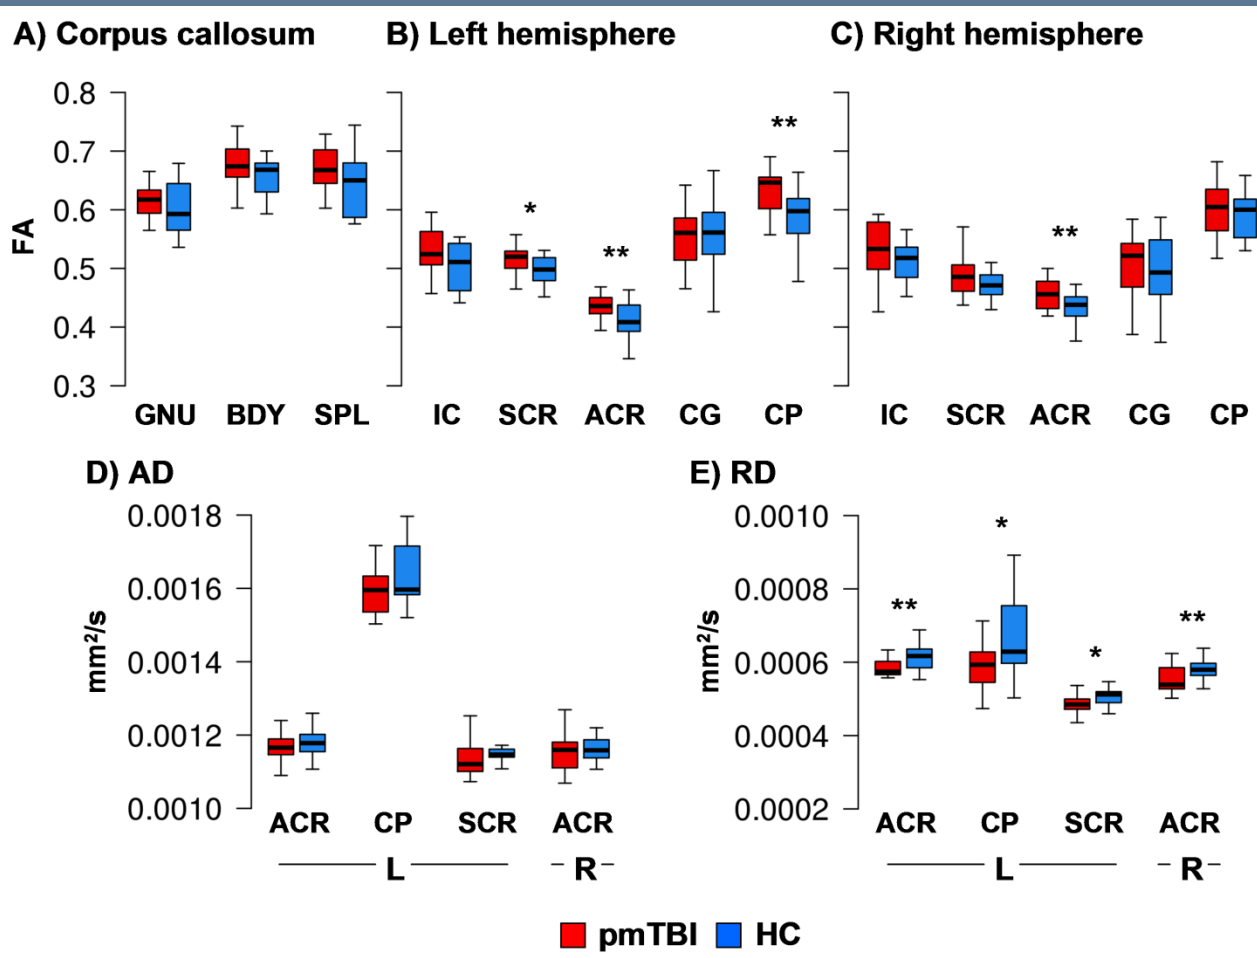 A) Corpus callosum B) Left hemisphere C) Right hemisphere
0.8
0.7
0.6
0.5
0.4
0.3
FA
* ** **
**
GNU BDY SPL IC SCR ACR CG CP IC SCR ACR CG CP
D) AD E) RD
0.0018
0.0016
0.0014
0.0012
0.0010
mm²/s
ACR CP SCR ACR
L R
0.0010
0.0008
0.0006
0.0004
0.0002
mm²/s
** * * **
ACR CP SCR ACR
L R
pmTBI HC